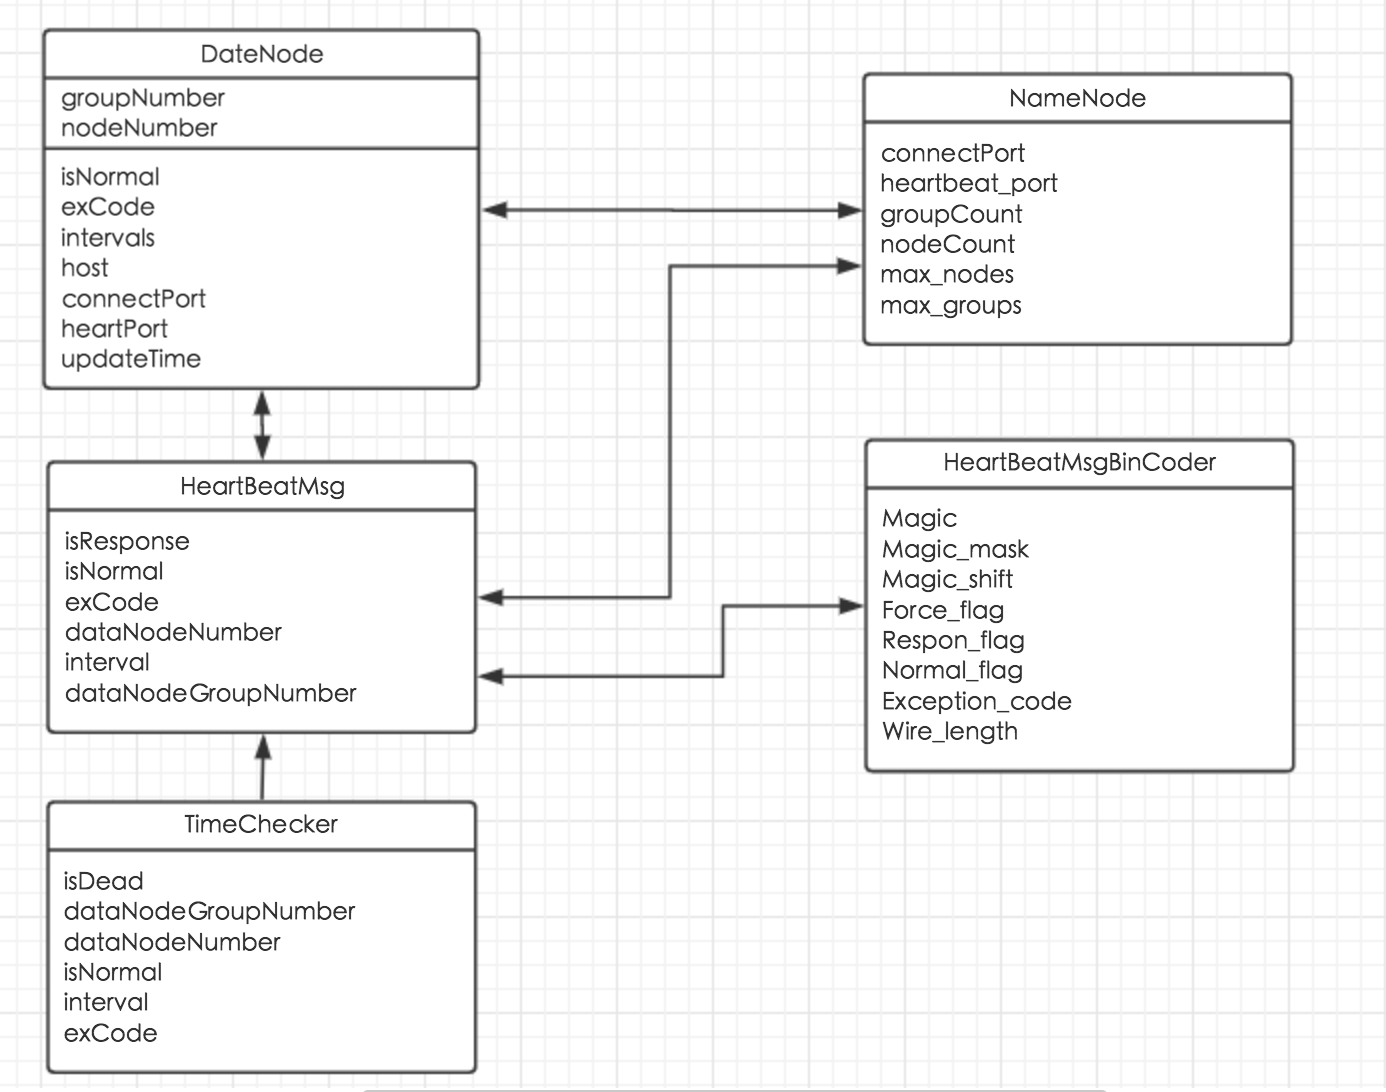 DateNode
groupNumber
nodeNumber
isNormal
exCode
intervals
host
connectPort
heartPort
updateTime
NameNode
connectPort
heartbeat_port
groupCount
nodeCount
max_nodes
max_groups
HeartBeatMsg
isResponse
isNormal
exCode
dataNodeNumber
interval
dataNodeGroupNumber
HeartBeatMsgBinCoder
Magic
Magic_mask
Magic_shift
Force_flag
Respon_flag
Normal_flag
Exception_code
Wire_length
TimeChecker
isDead
dataNodeGroupNumber
dataNodeNumber
isNormal
interval
exCode